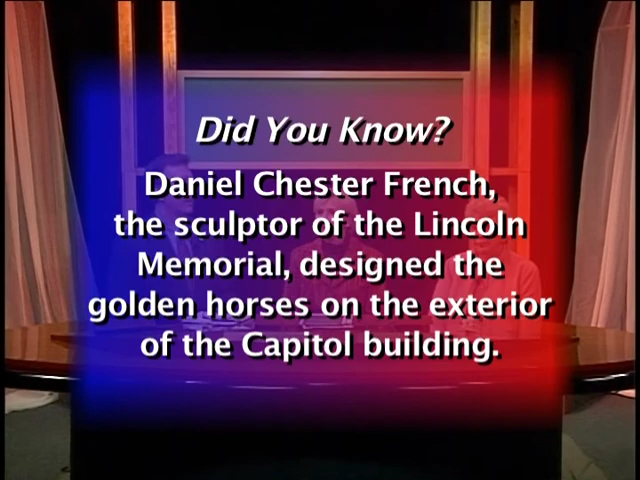 Did You Know?
Daniel Chester French,
the sculptor of the Lincoln
Memorial, designed the
golden horses on the exterior
of the Capitol building.